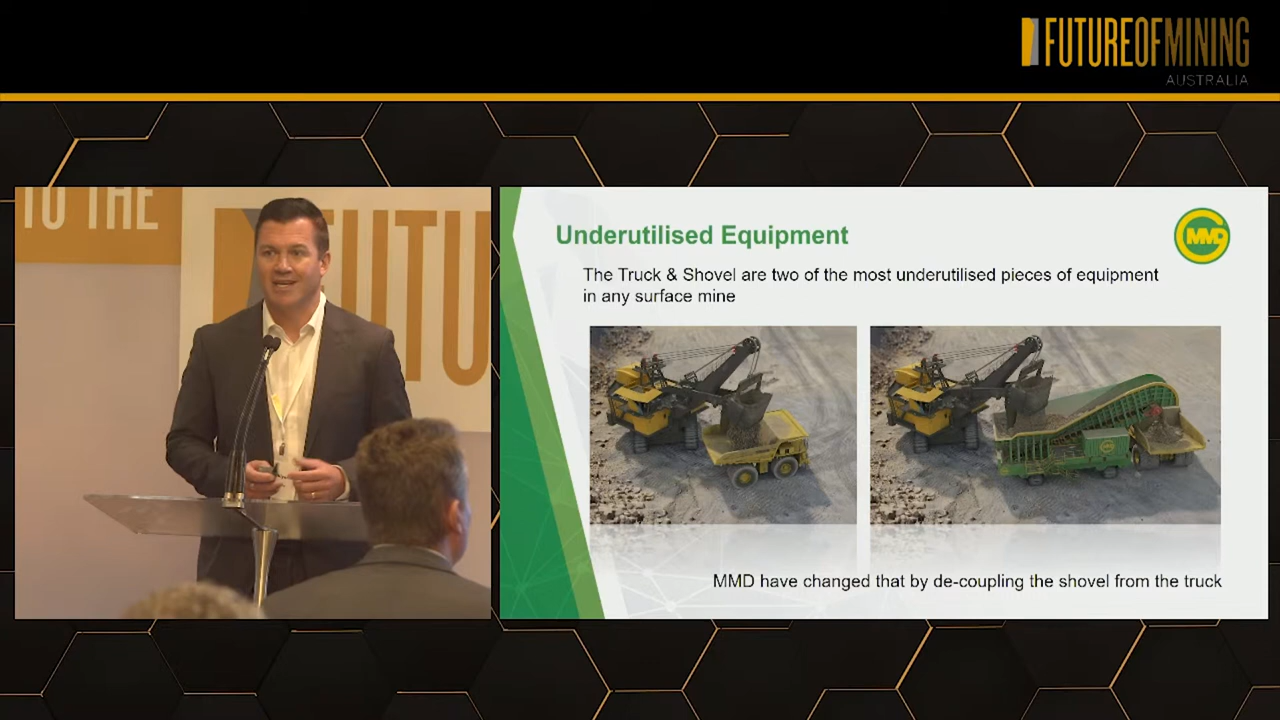 FUTUREOFMINING
AUSTRALIA
TO THE
FUTU
Underutilised Equipment
MMD
The Truck & Shovel are two of the most underutilised pieces of equipment
in any surface mine
MMD have changed that by de-coupling the shovel from the truck